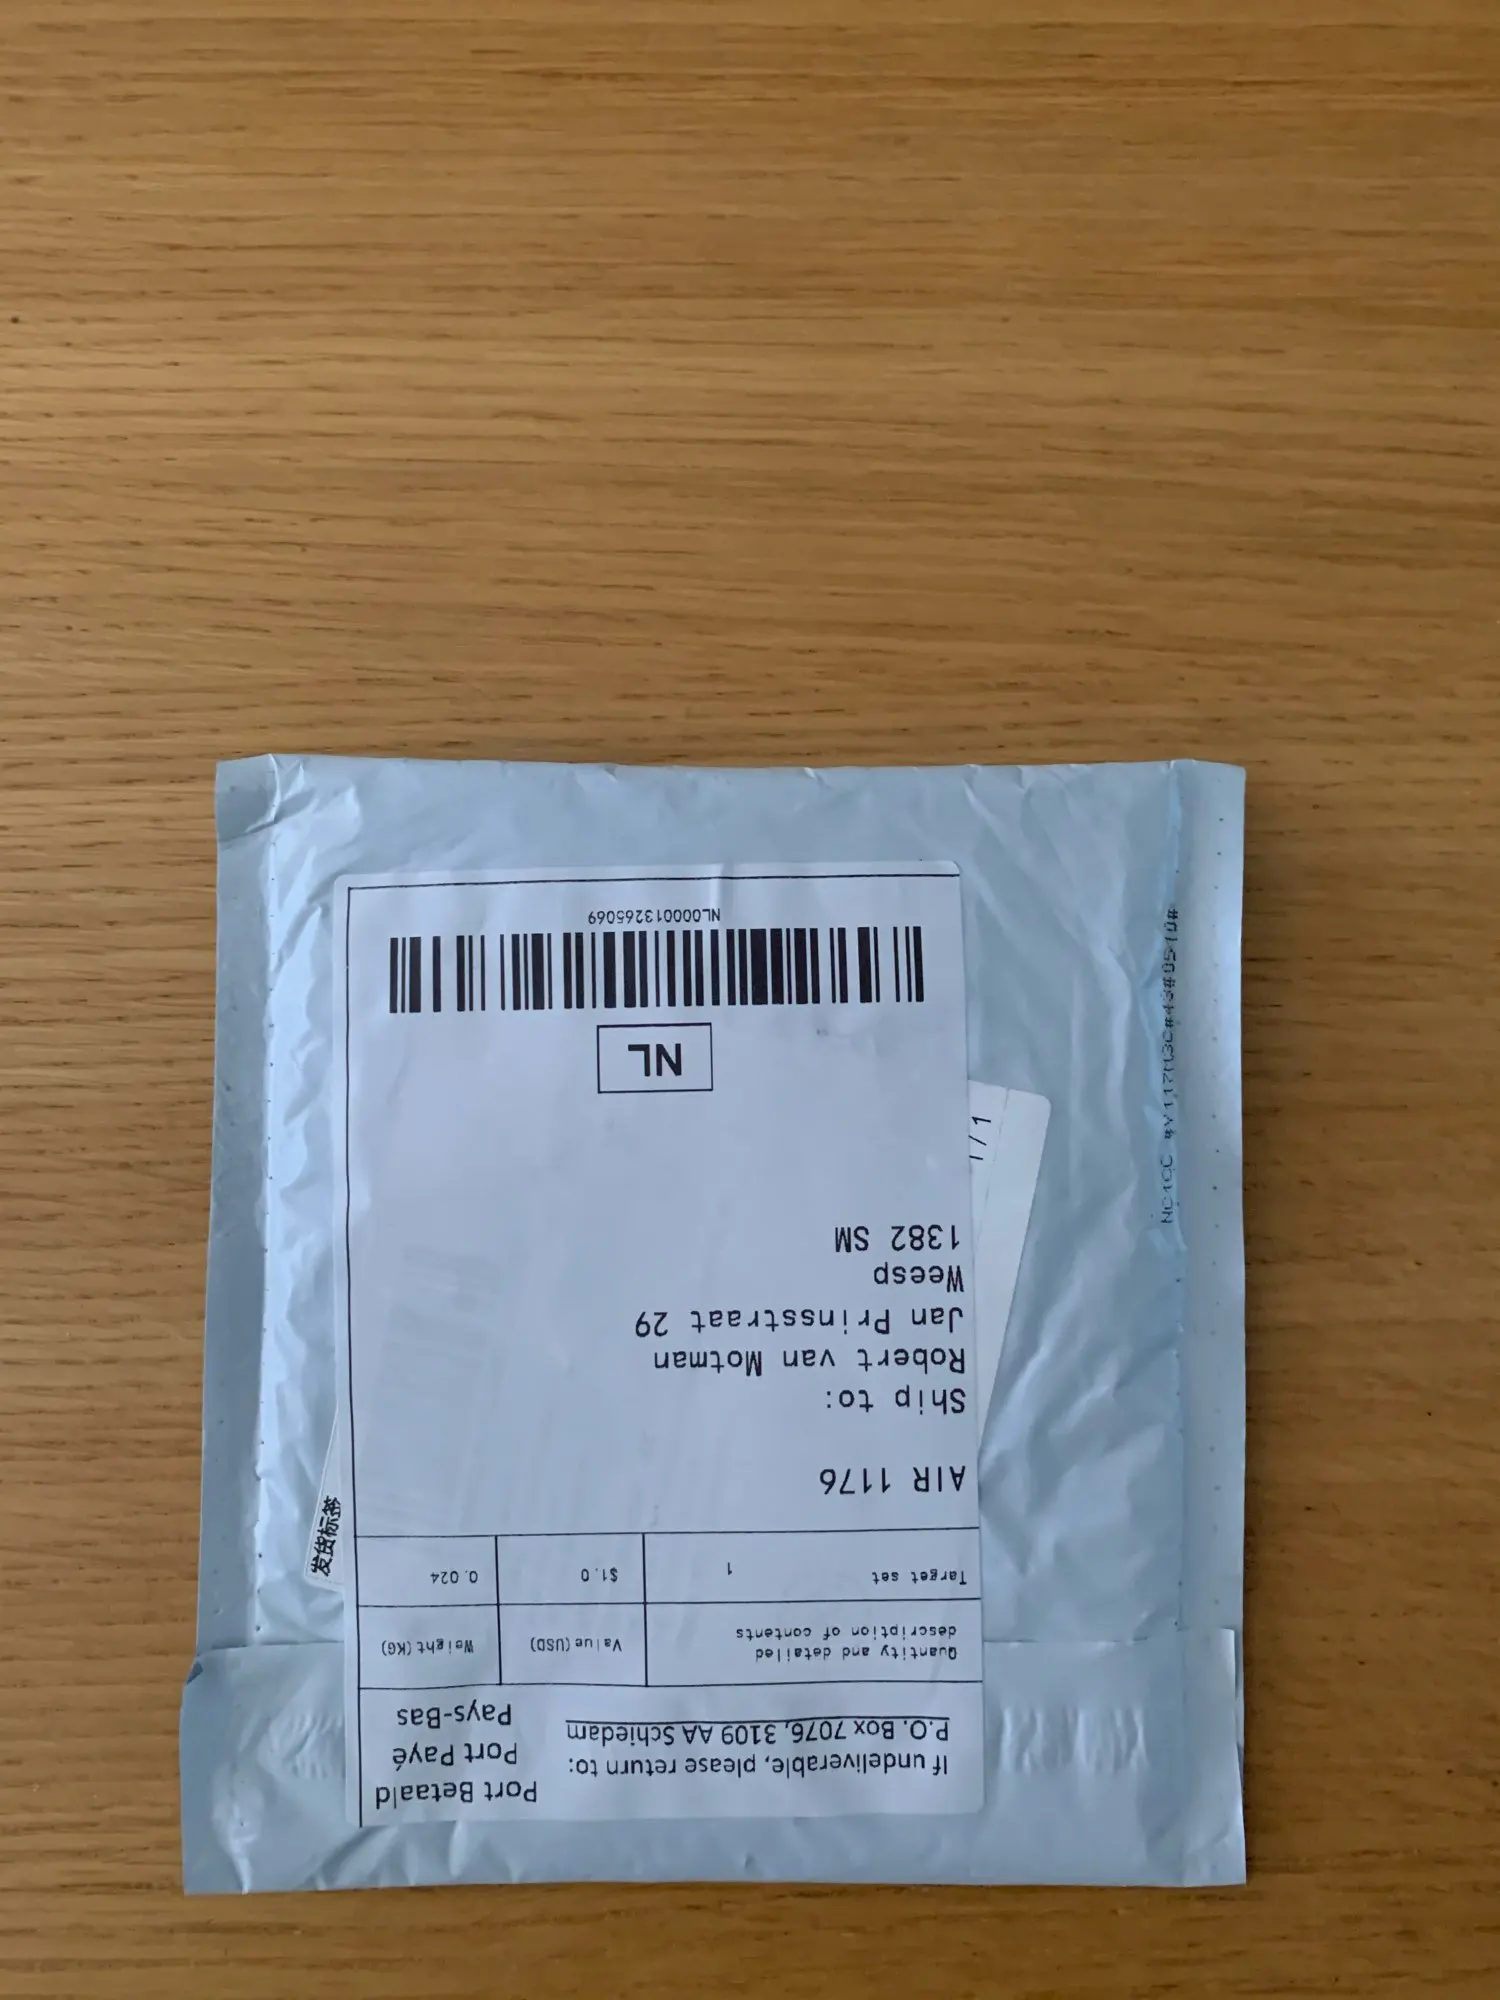 If undeliverable, please return to:
P.O. Box 7076, 3109 AA Schiedam
Port Betaald
Port Payé
Pays-Bas
Quantity and detailed
description of contents
Value(USD)
Weight(KG)
Target set 1
$1.0
0.024
AIR 1176
Ship to:
Robert van Motman
Jan Prinsstraat 29
Weesp
1382 SM
NL
NL000013265069
发货标签
1/1